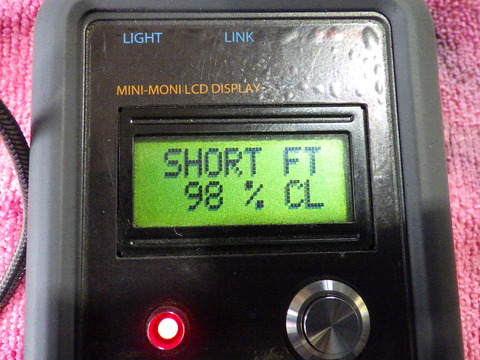 LIGHT LINK
MINI-MONI LCD DISPLAY
SHORT FT
98 % CL